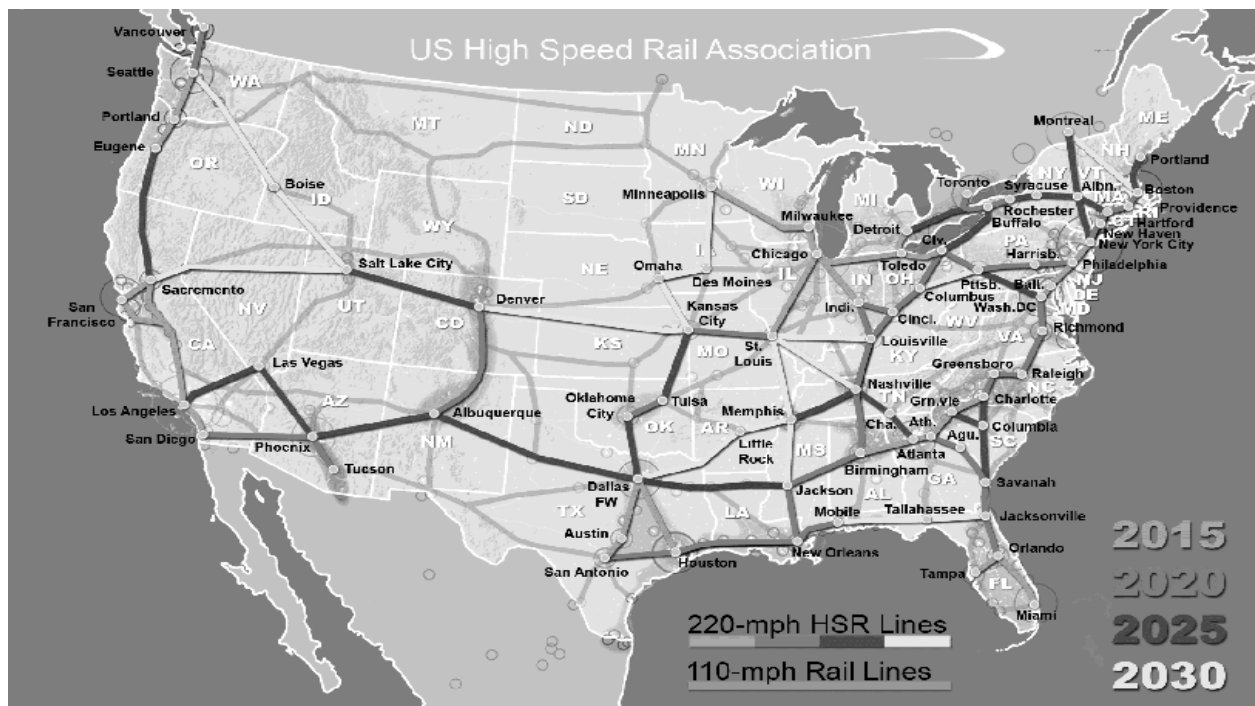 US High Speed Rail Association
Vancouver
Seattle
WA
Portland
Eugene
OR
MT
ND
MN
ME
Montreal
NH
Portland
Boise
ID
SD
Minneapolis
WI
MI
Toronto
Syracuse
NY
VT
Albn.
MA
Boston
Providence
RI
CT
Hartford
New Haven
New York City
WY
Milwaukee
Detroit
Rochester
Buffalo
Clv.
PA
Harrisb.
Philadelphia
Salt Lake City
NE
Omaha
I
Des Moines
Chicago
IL
Toledo
OH
Pttsb.
Balt.
NJ
DE
MD
Wash.DC
Sacremento
San
Francisco
NV
UT
Denver
CO
Kansas
City
IN
Indi.
Columbus
Cinci.
WV
VA
Richmond
CA
Las Vegas
KS
MO
St.
Louis
Louisville
KY
Greensboro
Raleigh
NC
Los Angeles
AZ
Albuquerque
Oklahoma
City
OK
Tulsa
AR
Memphis
Nashville
TN
Grn.vle
Charlotte
San Diego
Phoenix
NM
Little
Rock
MS
Cha.
Ath.
Agu.
Columbia
SC
Tucson
Dallas
FW
Jackson
Birmingham
Atlanta
AL
GA
Savanah
TX
Austin
LA
Mobile
Tallahassee
Jacksonville
San Antonio
Houston
New Orleans
Orlando
Tampa
FL
Miami
220-mph HSR Lines
110-mph Rail Lines
2015
2020
2025
2030